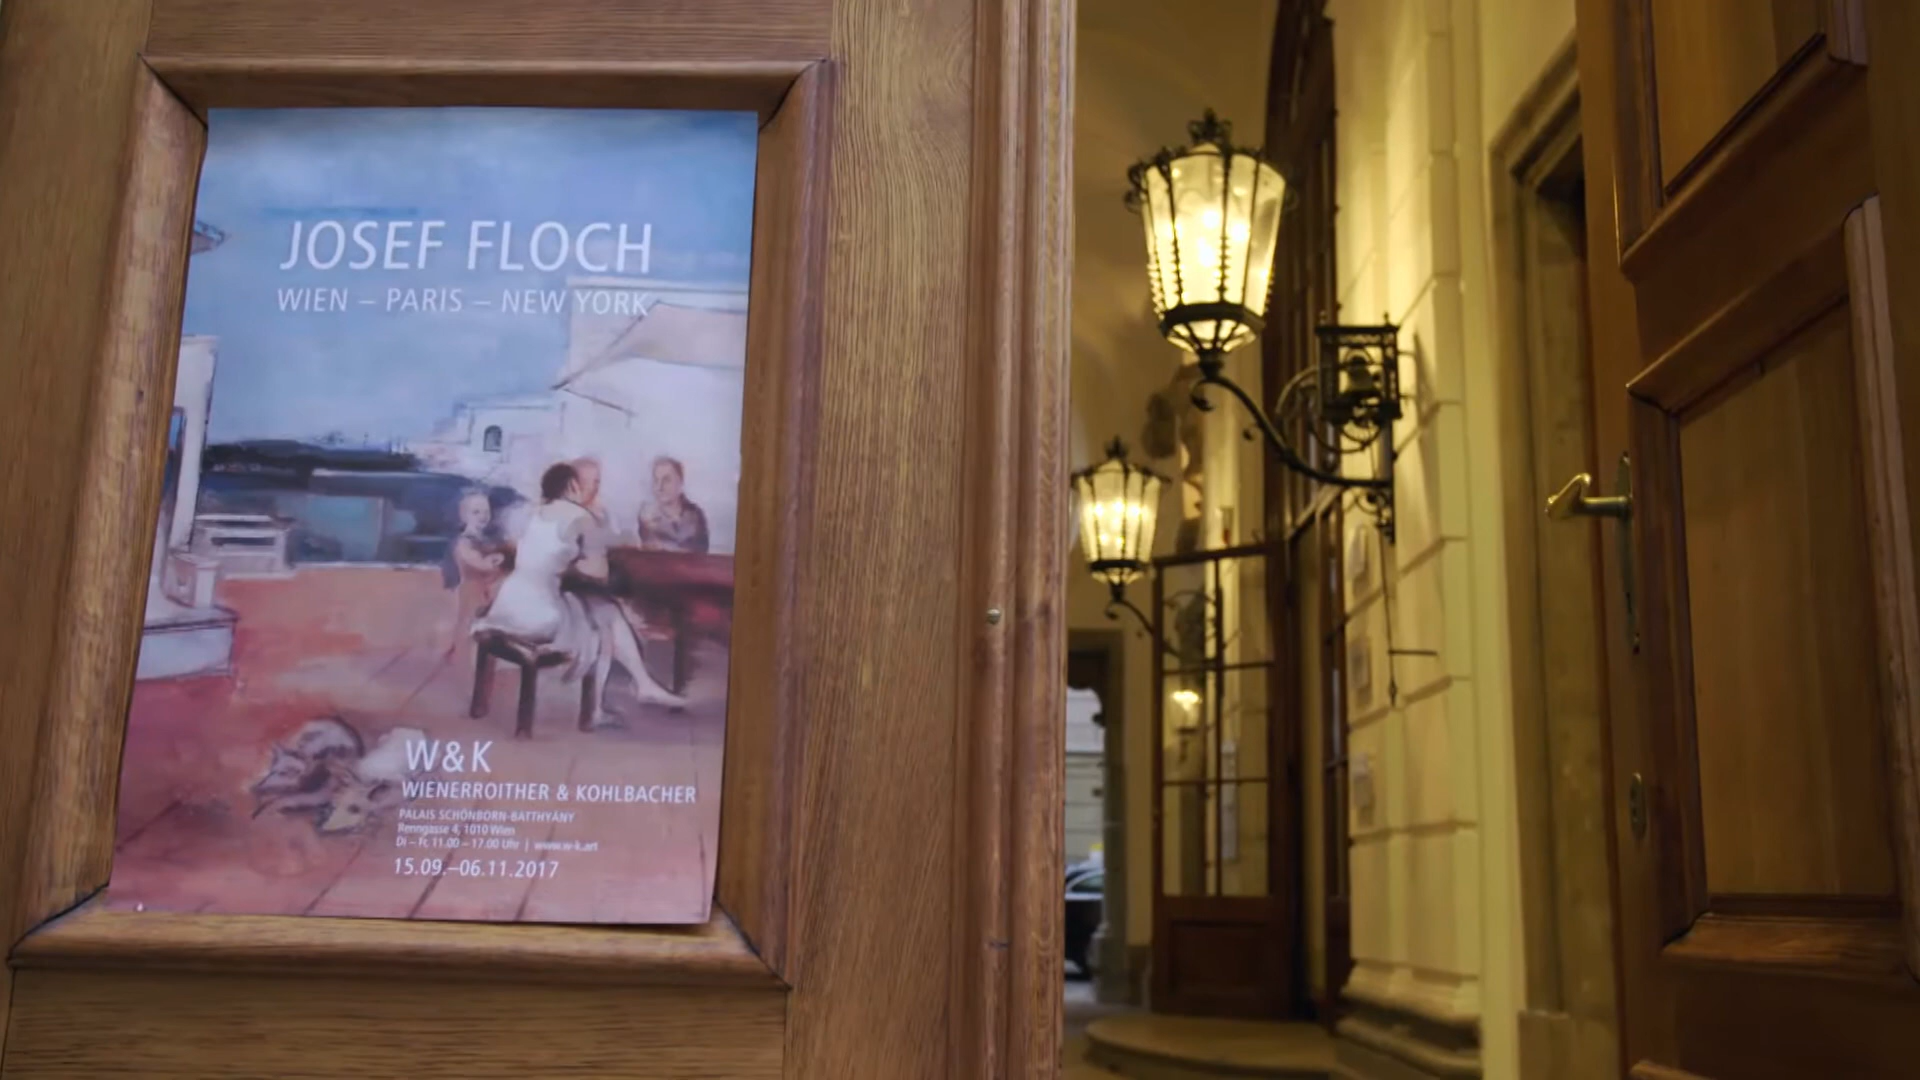 JOSEF FLOCH
WIEN – PARIS – NEW YORK
W&K
WIENERROITHER & KOHLBACHER
PALAIS SCHÖNBORN-BATTHYÁNY
Renngasse 4, 1010 Wien
Di – Fr, 11.00 – 17.00 Uhr | www.w-k.art
15.09.–06.11.2017